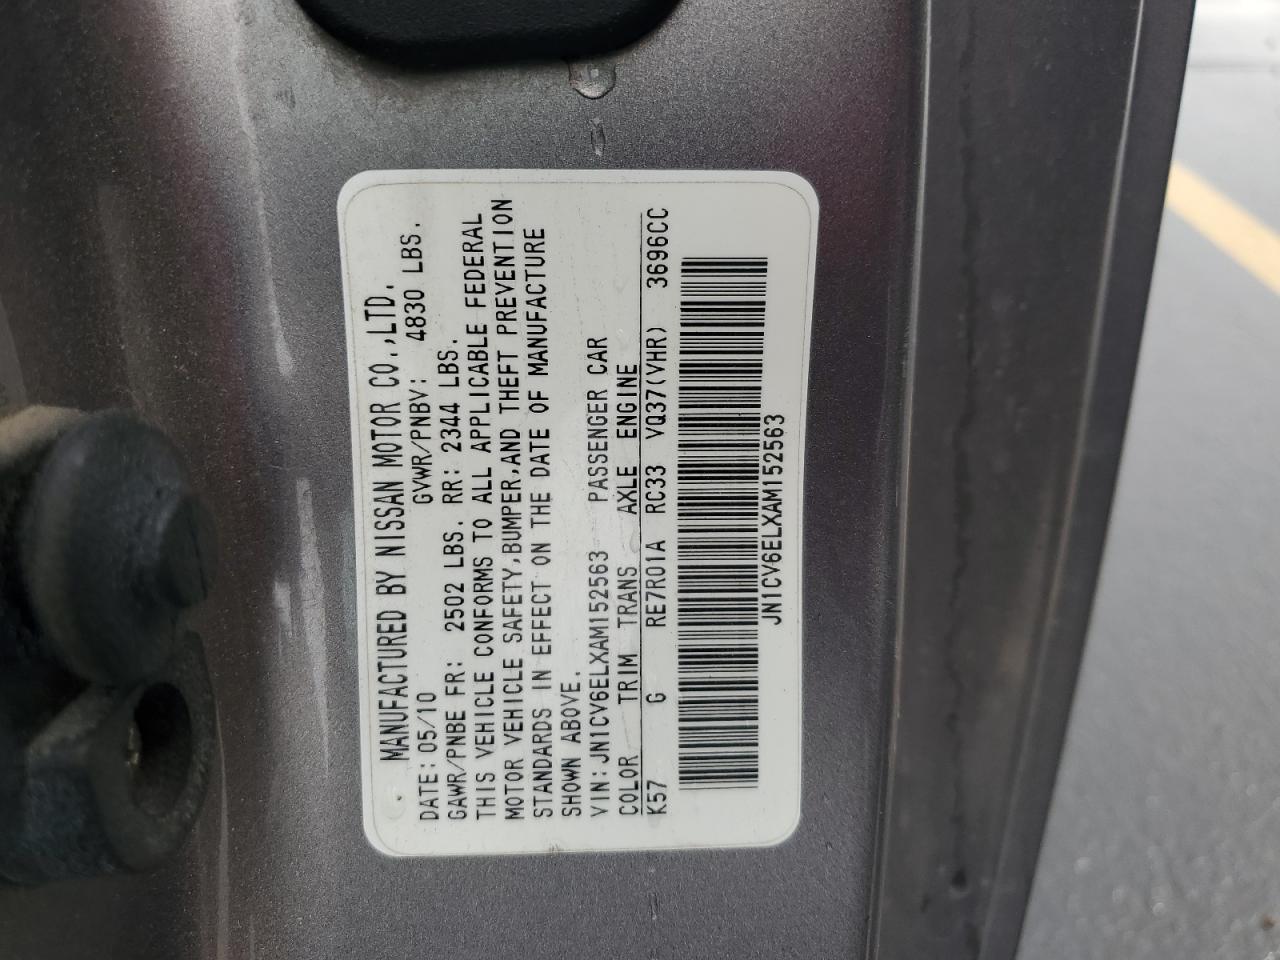 MANUFACTURED BY NISSAN MOTOR CO.,LTD.
DATE: 05/10 GVWR/PNBV: 4830 LBS.
GAWR/PNBE FR: 2502 LBS. RR: 2344 LBS.
THIS VEHICLE CONFORMS TO ALL APPLICABLE FEDERAL
MOTOR VEHICLE SAFETY,BUMPER,AND THEFT PREVENTION
STANDARDS IN EFFECT ON THE DATE OF MANUFACTURE
SHOWN ABOVE.
VIN:JN1CV6ELXAM152563 PASSENGER CAR
COLOR TRIM TRANS AXLE ENGINE
K57 G RE7R01A RC33 VQ37(VHR) 3696CC
JN1CV6ELXAM152563